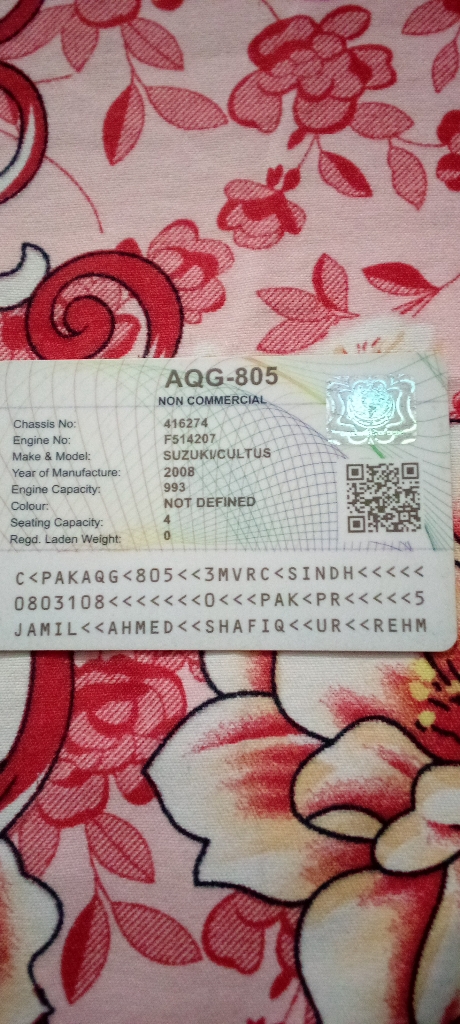 AQG-805
NON COMMERCIAL
Chassis No: 416274
Engine No: F514207
Make & Model: SUZUKI/CULTUS
Year of Manufacture: 2008
Engine Capacity: 993
Colour: NOT DEFINED
Seating Capacity: 4
Regd. Laden Weight: 0
C<PAKAQG<805<<3MVRC<SINDH<<<<<
0803108<<<<<<<0<<<PAK<PR<<<<<5
JAMIL<<AHMED<<SHAFIQ<<UR<<REHM